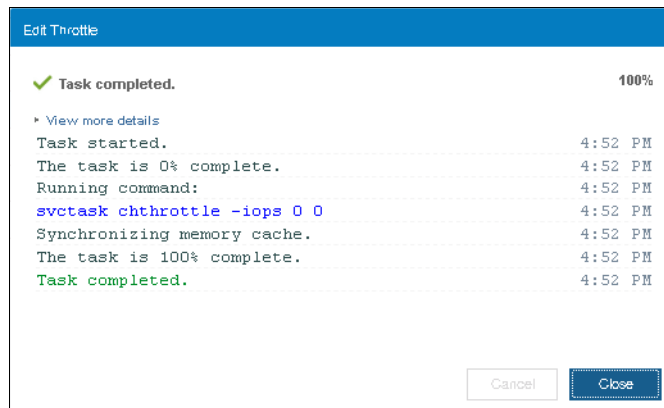 Edit Throttle
Task completed. 100%
View more details
Task started. 4:52 PM
The task is 0% complete. 4:52 PM
Running command: 4:52 PM
svctask chthrottle -iops 0 0 4:52 PM
Synchronizing memory cache. 4:52 PM
The task is 100% complete. 4:52 PM
Task completed. 4:52 PM
Cancel Close